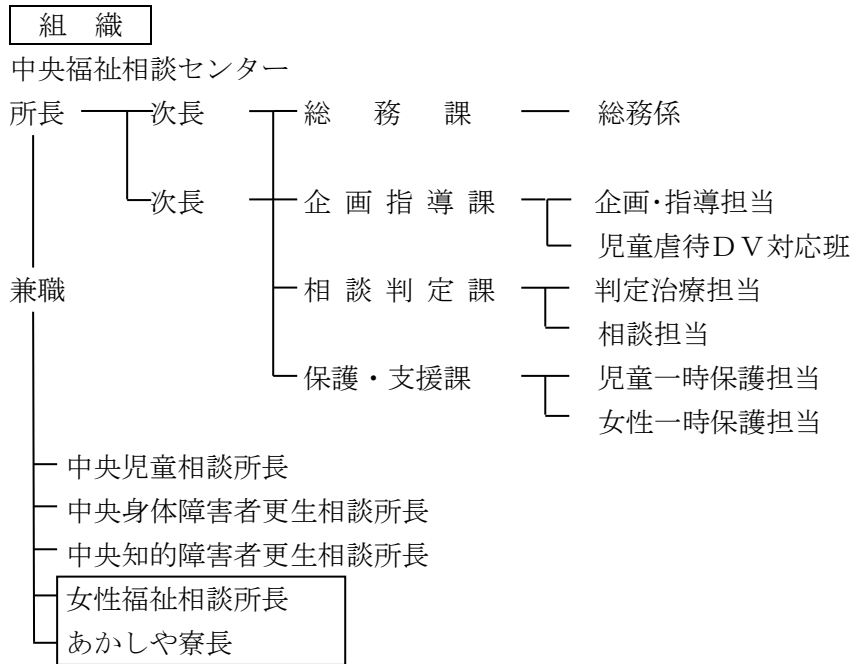 組 織
中央福祉相談センター
所長 次長 総務課 総務係
次長 企画指導課 企画・指導担当
児童虐待DV対応班
兼職 相談判定課 判定治療担当
相談担当
保護・支援課 児童一時保護担当
女性一時保護担当
中央児童相談所長
中央身体障害者更生相談所長
中央知的障害者更生相談所長
女性福祉相談所長
あかしや寮長